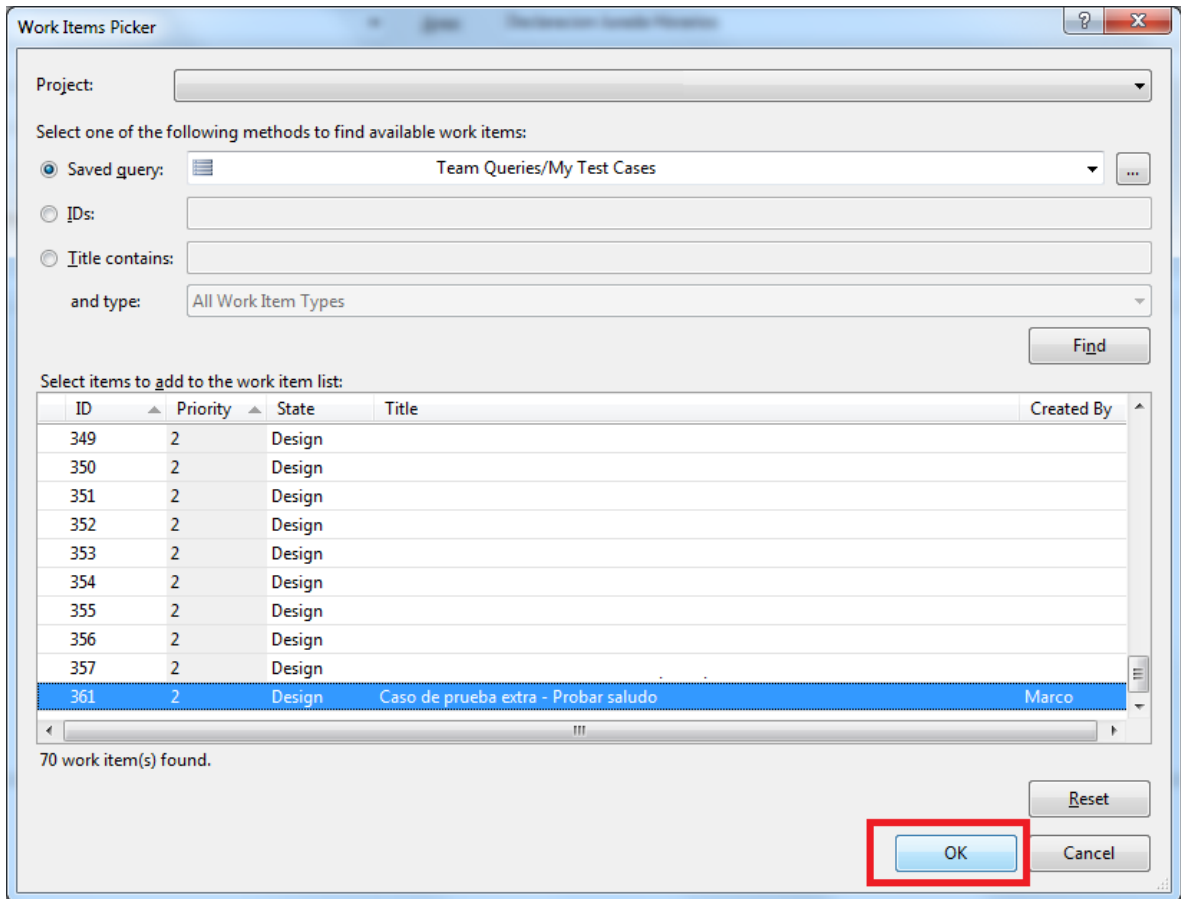 Work Items Picker
Project:
Select one of the following methods to find available work items:
Saved query: Team Queries/My Test Cases ...
IDs:
Title contains:
and type: All Work Item Types
Find
Select items to add to the work item list:
ID Priority State Title Created By
349 2 Design
350 2 Design
351 2 Design
352 2 Design
353 2 Design
354 2 Design
355 2 Design
356 2 Design
357 2 Design
361 2 Design Caso de prueba extra - Probar saludo Marco
70 work item(s) found.
Reset
OK Cancel